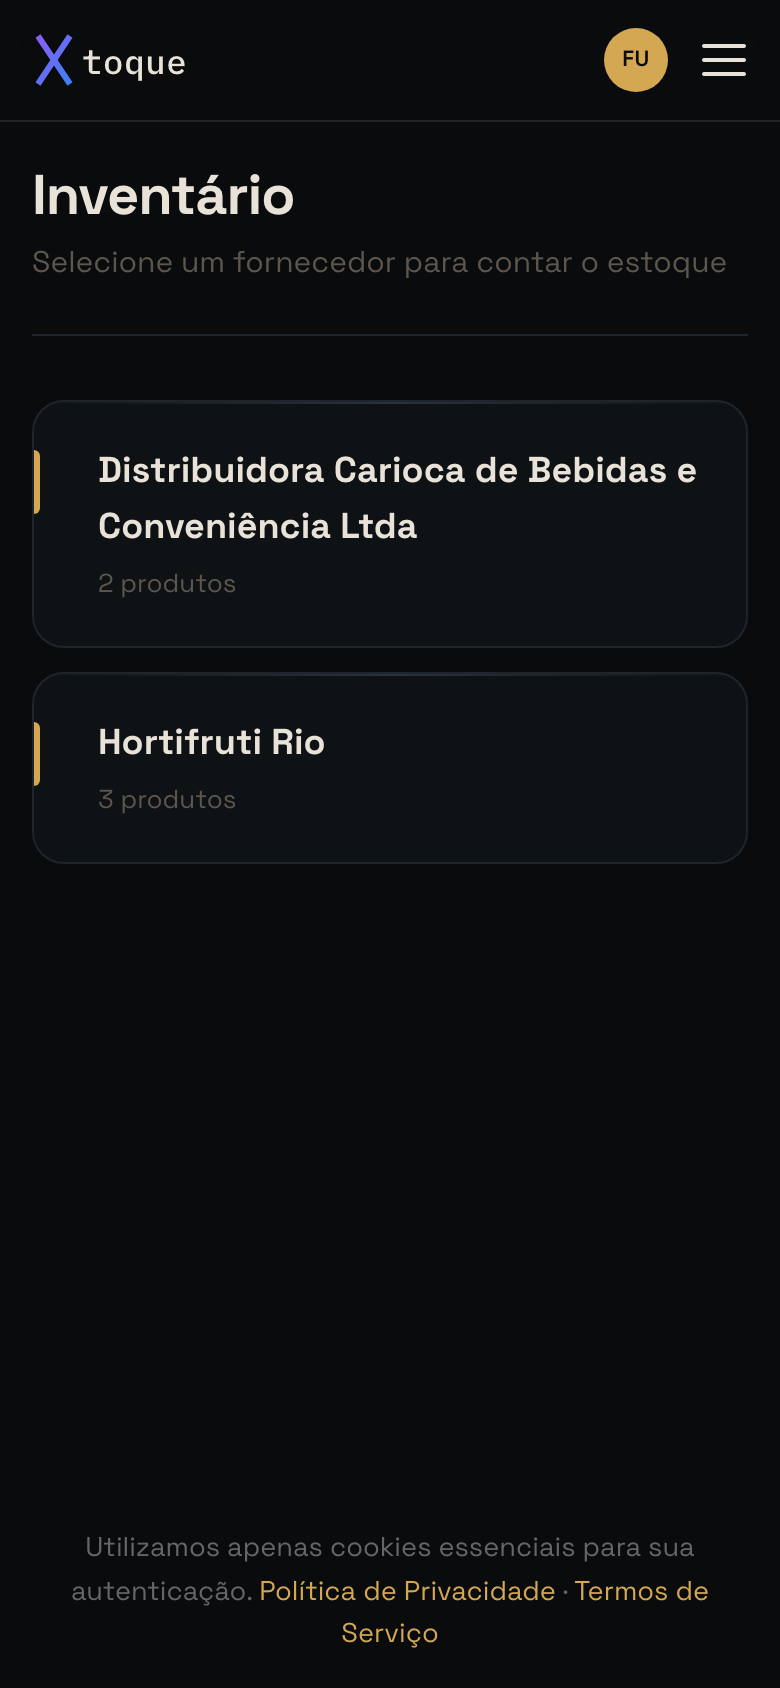 X toque
FU
Inventário
Selecione um fornecedor para contar o estoque
Distribuidora Carioca de Bebidas e
Conveniência Ltda
2 produtos
Hortifruti Rio
3 produtos
Utilizamos apenas cookies essenciais para sua
autenticação. Política de Privacidade · Termos de
Serviço